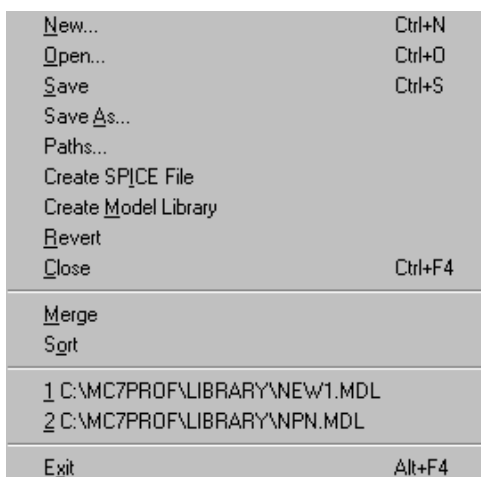 New... Ctrl+N
Open... Ctrl+O
Save Ctrl+S
Save As...
Paths...
Create SPICE File
Create Model Library
Revert
Close Ctrl+F4
Merge
Sort
1 C:\MC7PROF\LIBRARY\NEW1.MDL
2 C:\MC7PROF\LIBRARY\NPN.MDL
Exit Alt+F4